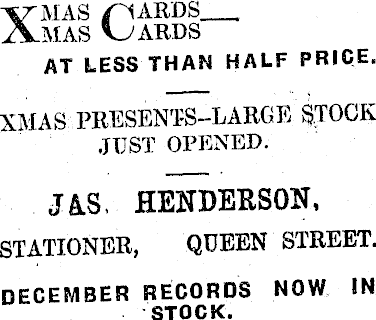 XMAS CARDS
XMAS CARDS
AT LESS THAN HALF PRICE.
XMAS PRESENTS—LARGE STOCK
JUST OPENED.
JAS. HENDERSON,
STATIONER, QUEEN STREET.
DECEMBER RECORDS NOW IN
STOCK.